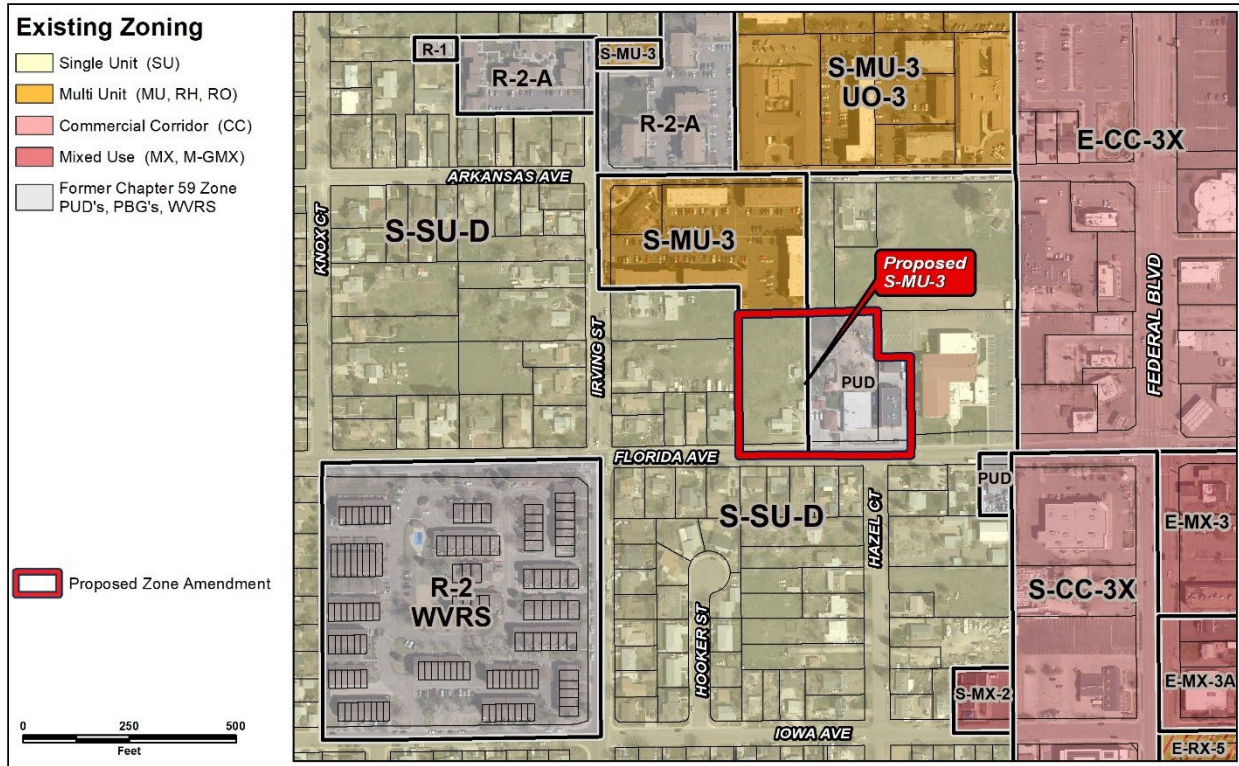 Existing Zoning
Single Unit (SU)
Multi Unit (MU, RH, RO)
Commercial Corridor (CC)
Mixed Use (MX, M-GMX)
Former Chapter 59 Zone
PUD's, PBG's, WVRS
Proposed Zone Amendment
0 250 500
Feet
R-1
R-2-A
S-MU-3
R-2-A
S-MU-3
UO-3
E-CC-3X
ARKANSAS AVE
KNOX CT
S-SU-D
IRVING ST
S-MU-3
Proposed
S-MU-3
FEDERAL BLVD
PUD
FLORIDA AVE
PUD
S-SU-D
HAZEL CT
E-MX-3
R-2
WVRS
HOOKER ST
S-CC-3X
S-MX-2
E-MX-3A
IOWA AVE
E-RX-5